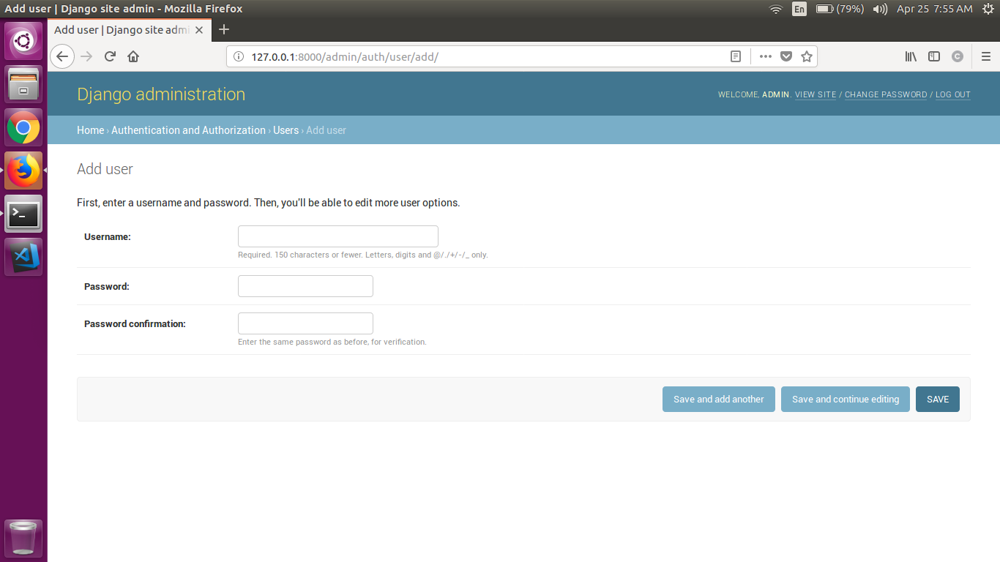 Add user | Django site admin - Mozilla Firefox
En
(79%)
Apr 25 7:55 AM
Add user | Django site admi
127.0.0.1:8000/admin/auth/user/add/
C
Django administration
WELCOME, ADMIN. VIEW SITE / CHANGE PASSWORD / LOG OUT
Home › Authentication and Authorization › Users › Add user
Add user
First, enter a username and password. Then, you'll be able to edit more user options.
Username:
Required. 150 characters or fewer. Letters, digits and @/./+/-/_ only.
Password:
Password confirmation:
Enter the same password as before, for verification.
Save and add another
Save and continue editing
SAVE